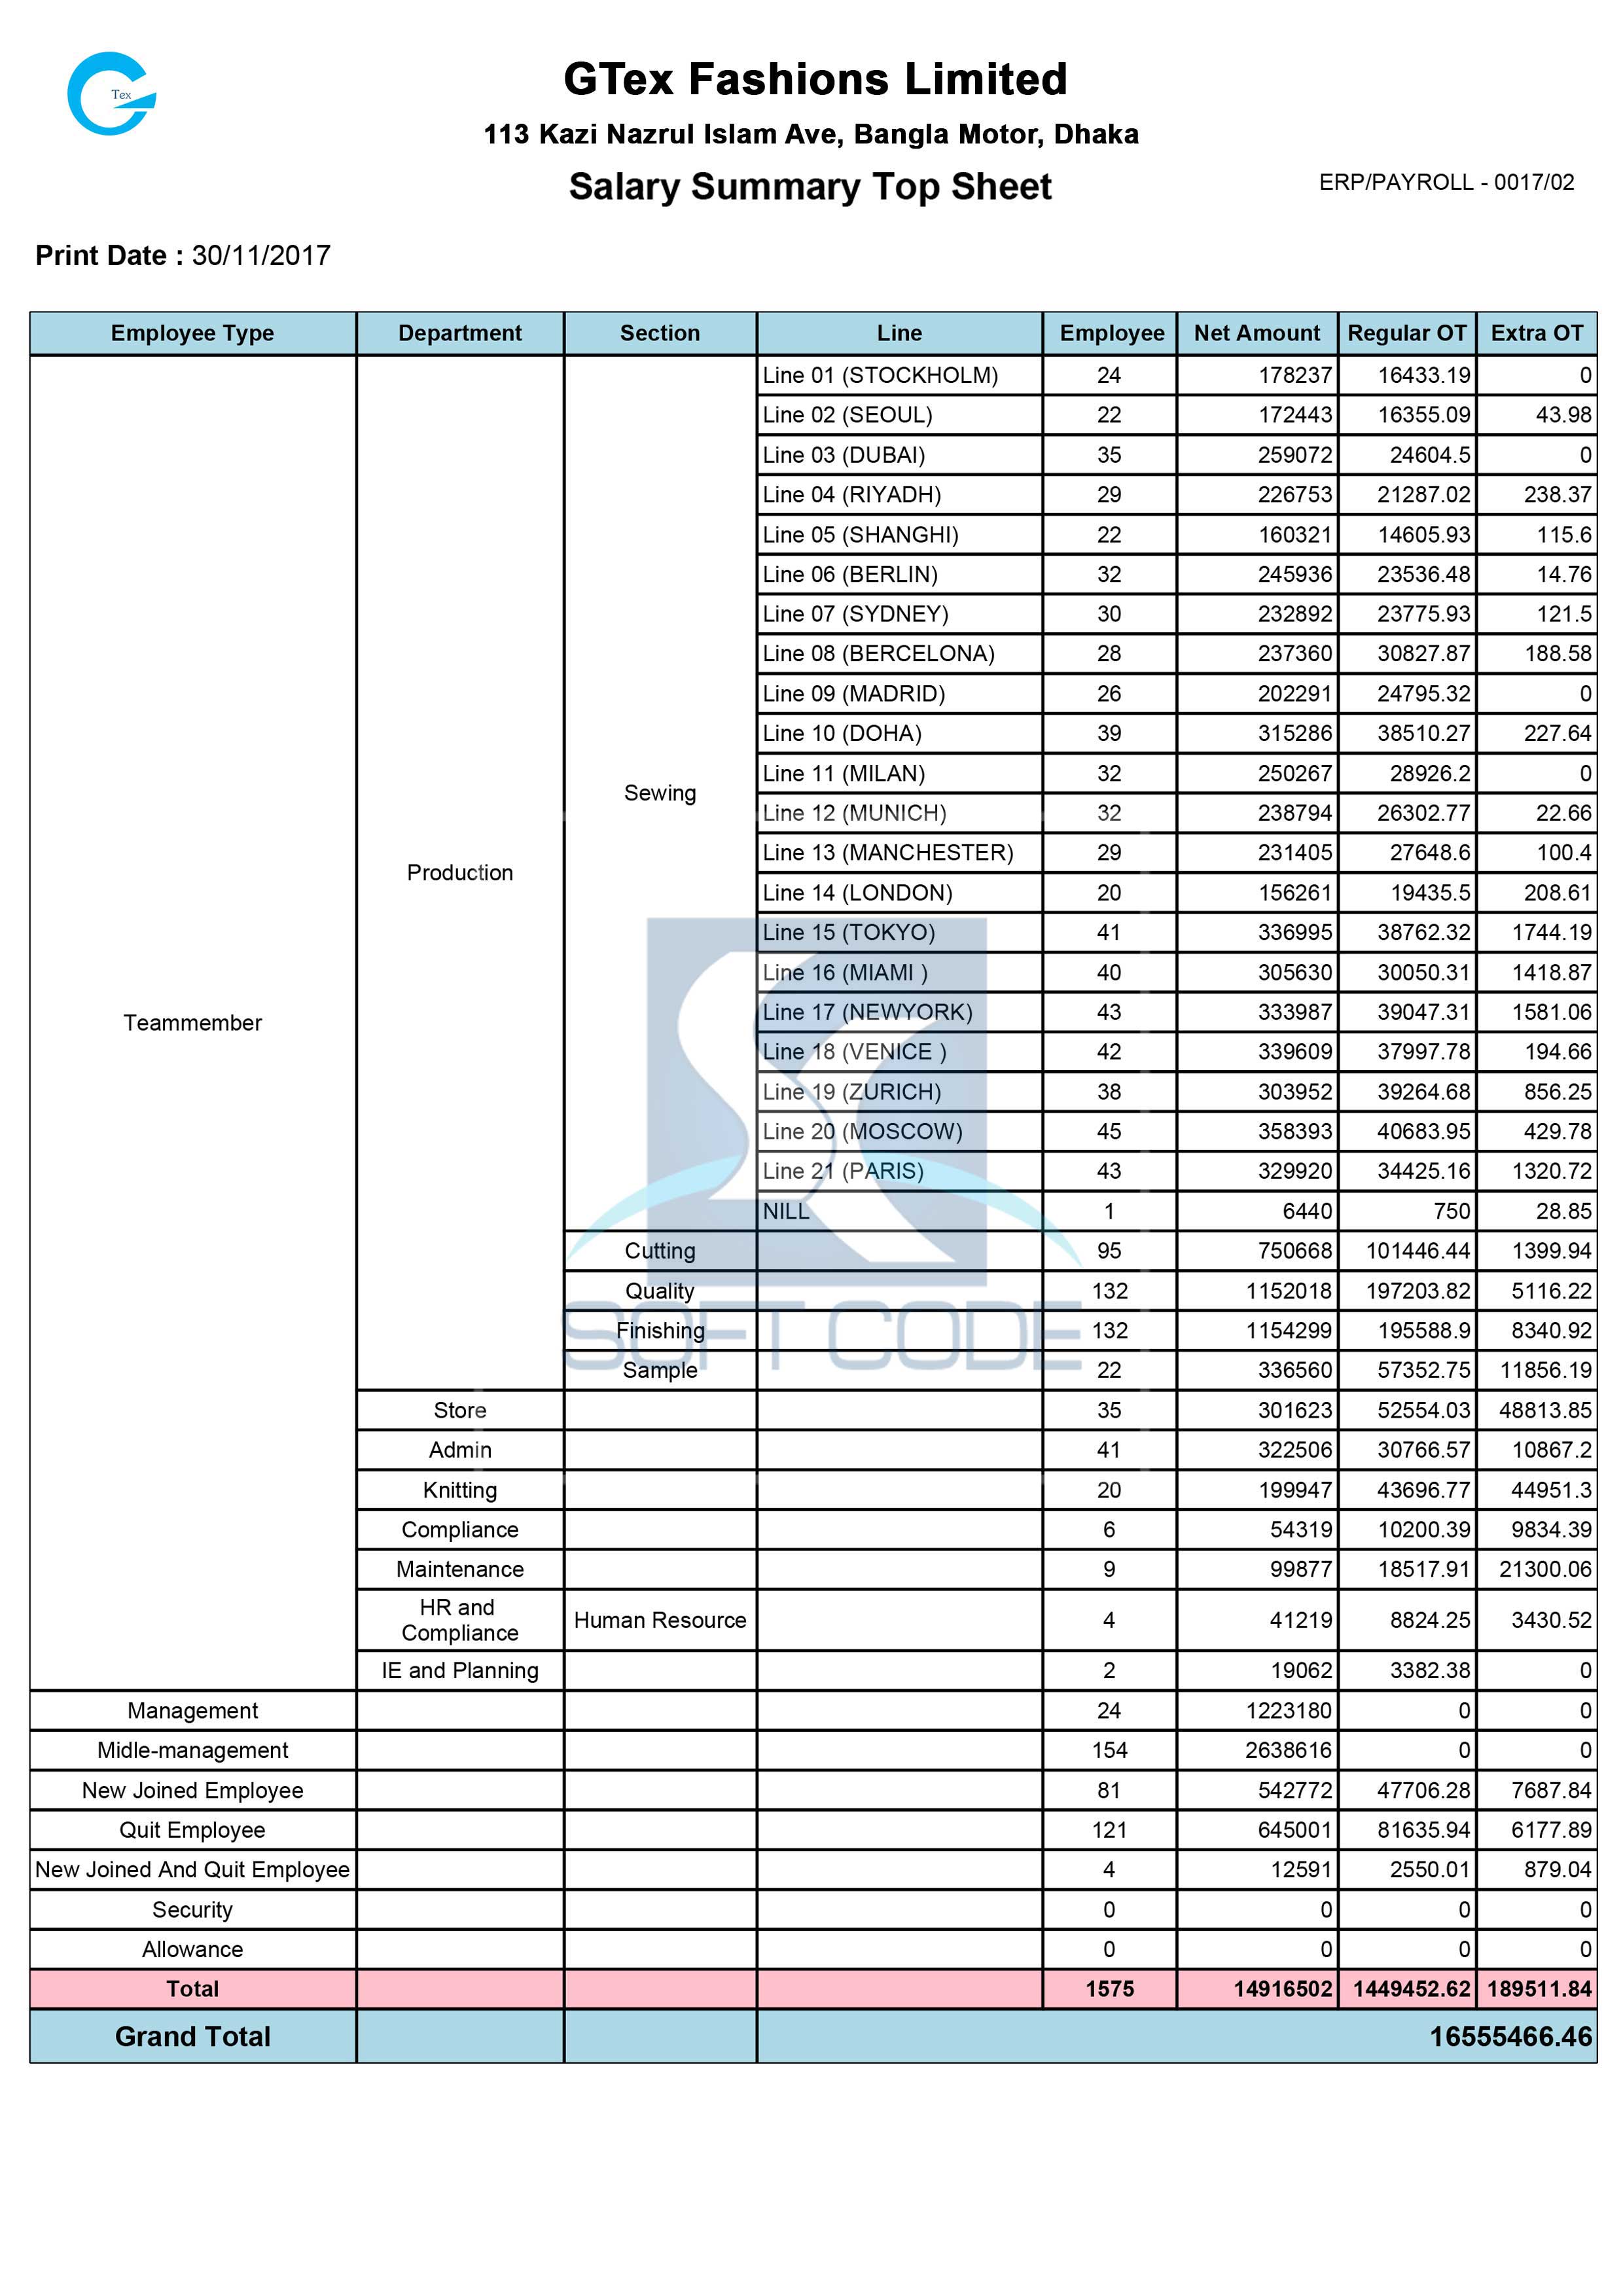 Tex
GTex Fashions Limited
113 Kazi Nazrul Islam Ave, Bangla Motor, Dhaka
Salary Summary Top Sheet
ERP/PAYROLL - 0017/02
Print Date : 30/11/2017
Employee Type Department Section Line Employee Net Amount Regular OT Extra OT
Line 01 (STOCKHOLM) 24 178237 16433.19 0
Line 02 (SEOUL) 22 172443 16355.09 43.98
Line 03 (DUBAI) 35 259072 24604.5 0
Line 04 (RIYADH) 29 226753 21287.02 238.37
Line 05 (SHANGHI) 22 160321 14605.93 115.6
Line 06 (BERLIN) 32 245936 23536.48 14.76
Line 07 (SYDNEY) 30 232892 23775.93 121.5
Line 08 (BERCELONA) 28 237360 30827.87 188.58
Line 09 (MADRID) 26 202291 24795.32 0
Line 10 (DOHA) 39 315286 38510.27 227.64
Line 11 (MILAN) 32 250267 28926.2 0
Sewing
Line 12 (MUNICH) 32 238794 26302.77 22.66
Line 13 (MANCHESTER) 29 231405 27648.6 100.4
Production
Line 14 (LONDON) 20 156261 19435.5 208.61
Line 15 (TOKYO) 41 336995 38762.32 1744.19
Line 16 (MIAMI ) 40 305630 30050.31 1418.87
Line 17 (NEWYORK) 43 333987 39047.31 1581.06
Teammember
Line 18 (VENICE ) 42 339609 37997.78 194.66
Line 19 (ZURICH) 38 303952 39264.68 856.25
Line 20 (MOSCOW) 45 358393 40683.95 429.78
Line 21 (PARIS) 43 329920 34425.16 1320.72
NILL 1 6440 750 28.85
Cutting 95 750668 101446.44 1399.94
Quality 132 1152018 197203.82 5116.22
Finishing 132 1154299 195588.9 8340.92
SOFT CODE
Sample 22 336560 57352.75 11856.19
Store 35 301623 52554.03 48813.85
Admin 41 322506 30766.57 10867.2
Knitting 20 199947 43696.77 44951.3
Compliance 6 54319 10200.39 9834.39
Maintenance 9 99877 18517.91 21300.06
HR and
Compliance Human Resource 4 41219 8824.25 3430.52
IE and Planning 2 19062 3382.38 0
Management 24 1223180 0 0
Midle-management 154 2638616 0 0
New Joined Employee 81 542772 47706.28 7687.84
Quit Employee 121 645001 81635.94 6177.89
New Joined And Quit Employee 4 12591 2550.01 879.04
Security 0 0 0 0
Allowance 0 0 0 0
Total 1575 14916502 1449452.62 189511.84
Grand Total 16555466.46